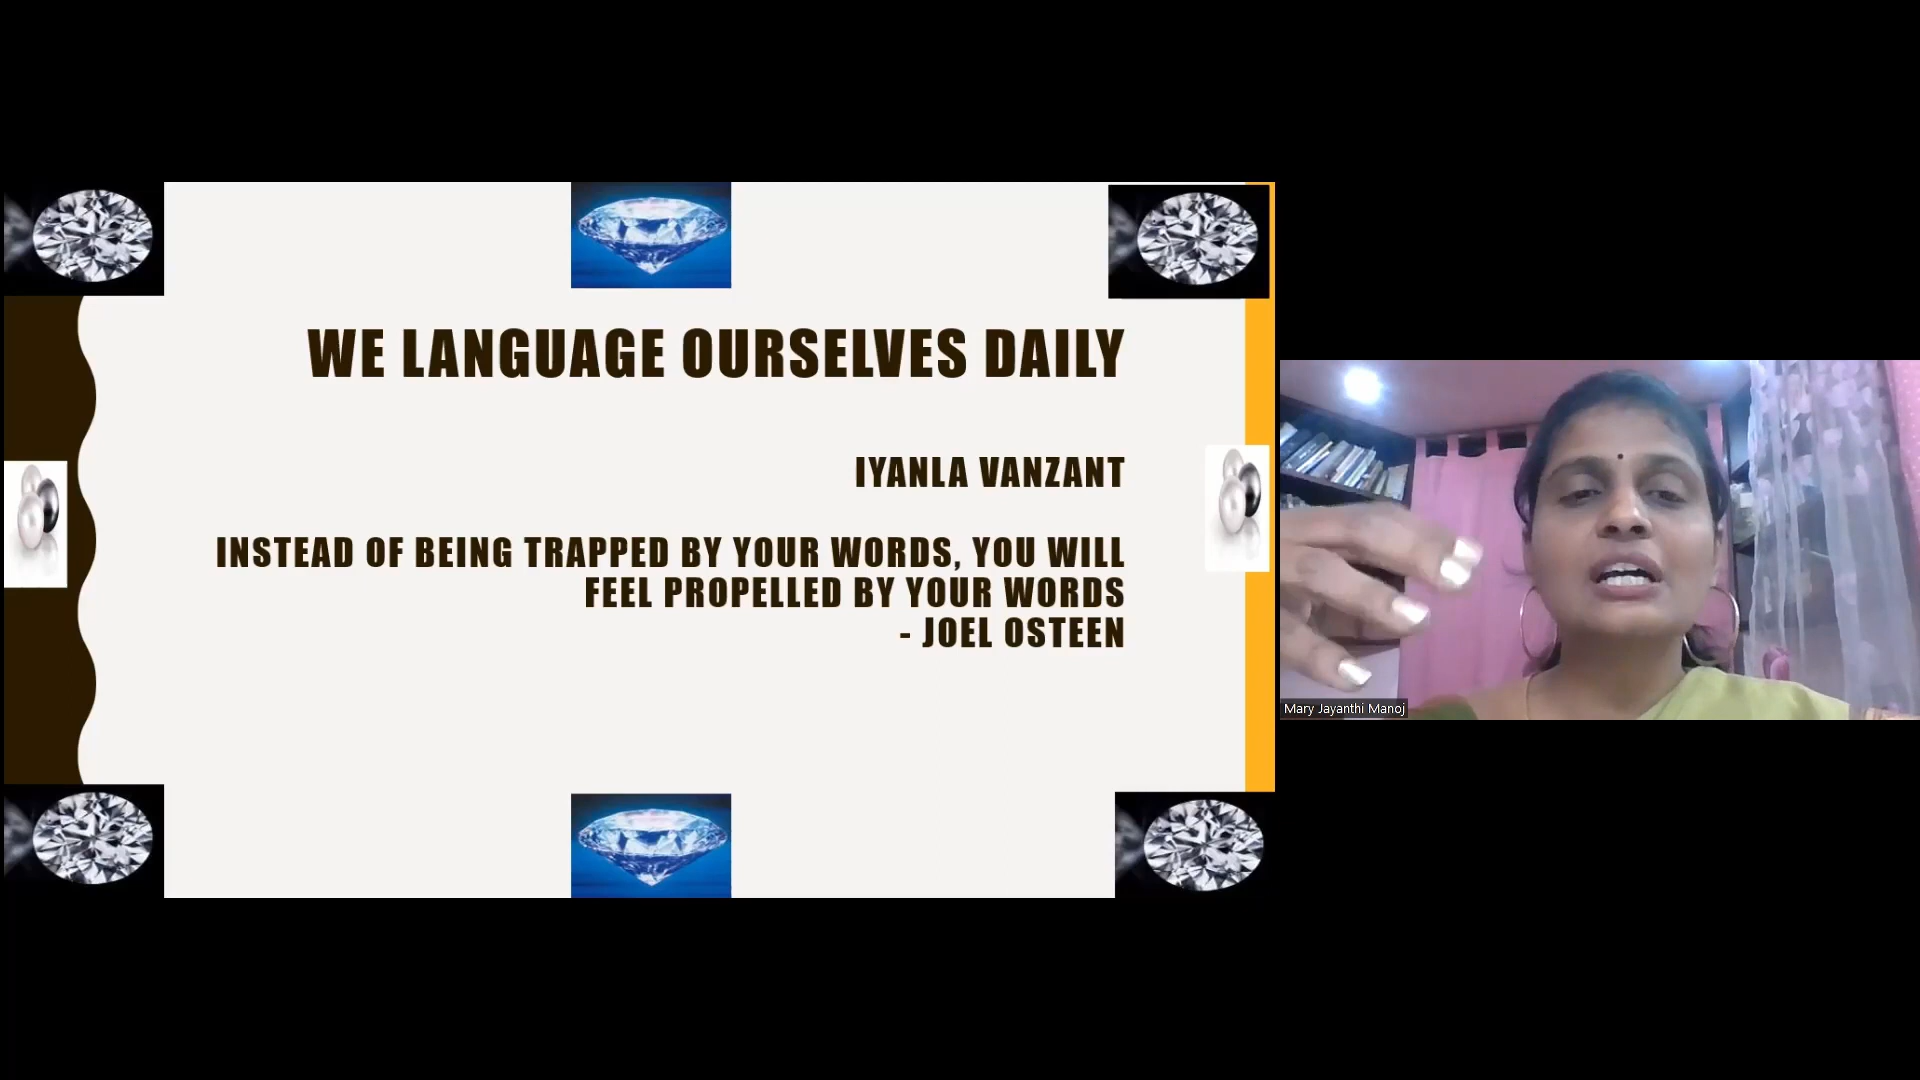 WE LANGUAGE OURSELVES DAILY
IYANLA VANZANT
INSTEAD OF BEING TRAPPED BY YOUR WORDS, YOU WILL
FEEL PROPELLED BY YOUR WORDS
- JOEL OSTEEN
Mary Jayanthi Manoj